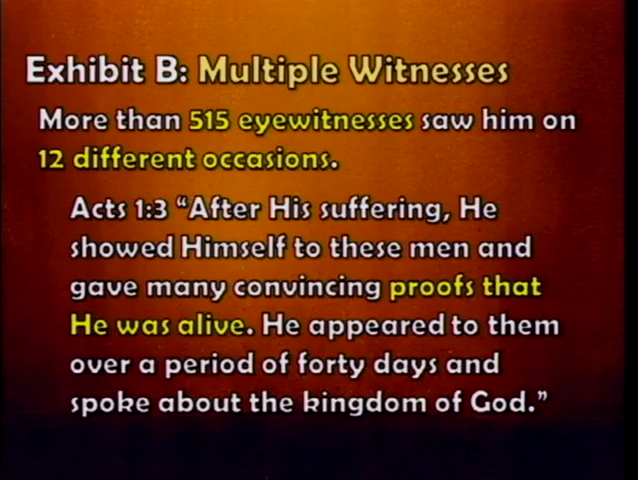 Exhibit B: Multiple Witnesses
More than 515 eyewitnesses saw him on
12 different occasions.
Acts 1:3 “After His suffering, He
showed Himself to these men and
gave many convincing proofs that
He was alive. He appeared to them
over a period of forty days and
spoke about the kingdom of God.”